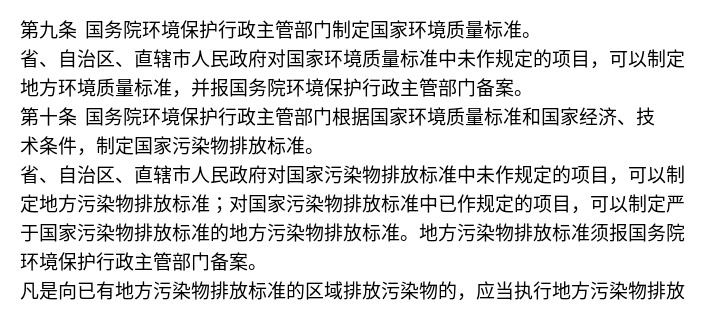 第九条 国务院环境保护行政主管部门制定国家环境质量标准。
省、自治区、直辖市人民政府对国家环境质量标准中未作规定的项目，可以制定
地方环境质量标准，并报国务院环境保护行政主管部门备案。
第十条 国务院环境保护行政主管部门根据国家环境质量标准和国家经济、技
术条件，制定国家污染物排放标准。
省、自治区、直辖市人民政府对国家污染物排放标准中未作规定的项目，可以制
定地方污染物排放标准；对国家污染物排放标准中已作规定的项目，可以制定严
于国家污染物排放标准的地方污染物排放标准。地方污染物排放标准须报国务院
环境保护行政主管部门备案。
凡是向已有地方污染物排放标准的区域排放污染物的，应当执行地方污染物排放